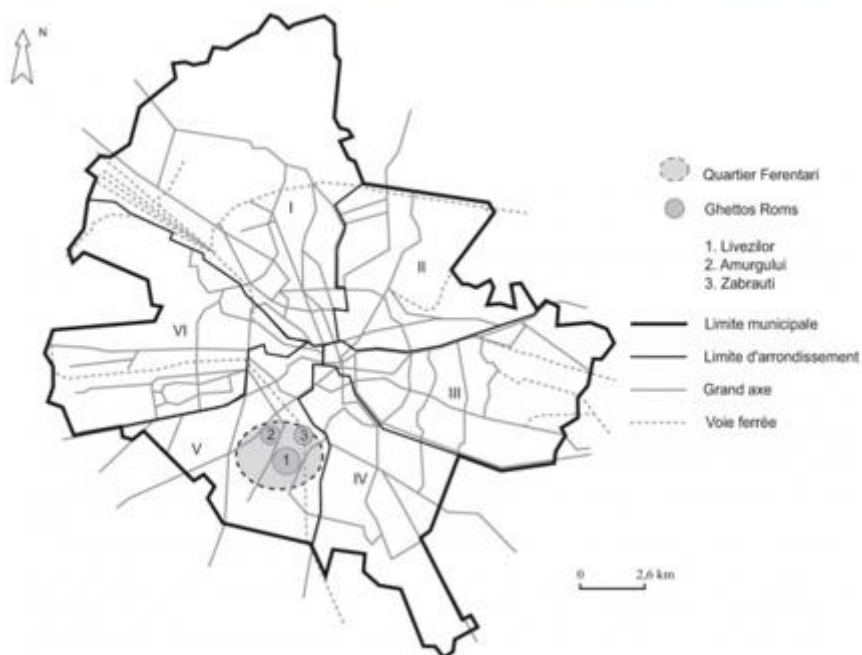 N
I
II
VI
III
V
2
3
1
IV
Quartier Ferentari
Ghettos Roms
1. Livezilor
2. Amurgului
3. Zabrauti
Limite municipale
Limite d'arrondissement
Grand axe
Voie ferrée
0 2,6 km